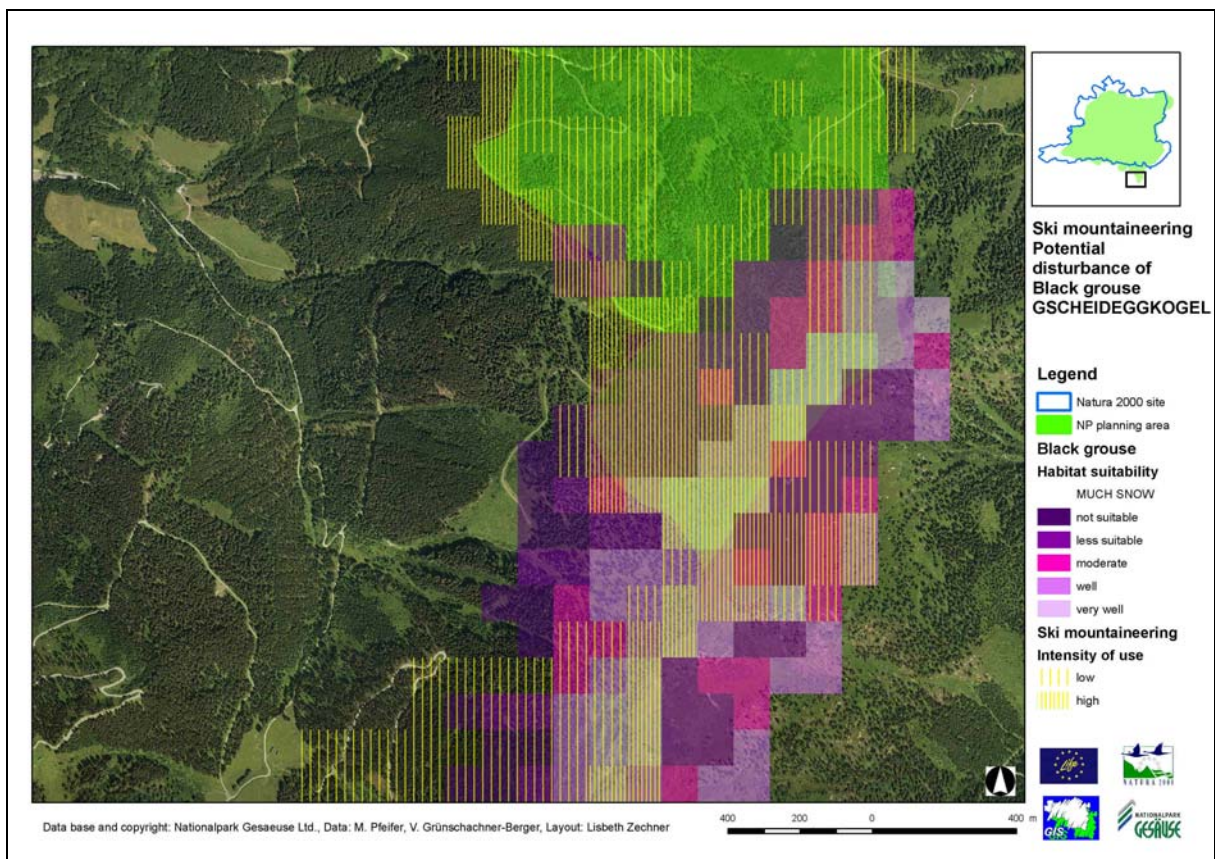 Ski mountaineering
Potential
disturbance of
Black grouse
GSCHEIDEGGKOGEL
Legend
Natura 2000 site
NP planning area
Black grouse
Habitat suitability
MUCH SNOW
not suitable
less suitable
moderate
well
very well
Ski mountaineering
Intensity of use
low
high
Life
NATURA 2000
GIS
NATIONALPARK
GESÄUSE
Data base and copyright: Nationalpark Gesaeuse Ltd., Data: M. Pfeifer, V. Grünschachner-Berger, Layout: Lisbeth Zechner
400 200 0 400 m